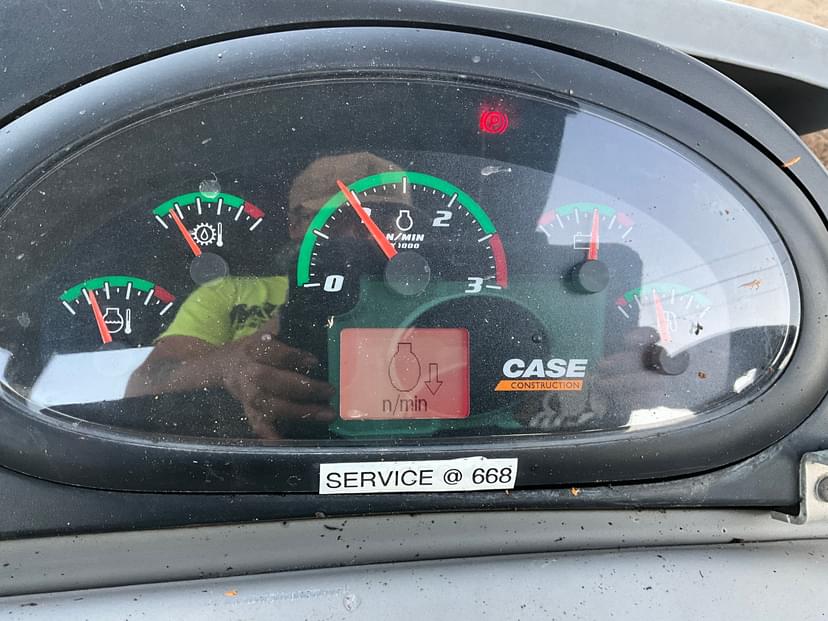 2
N/MIN
X1000
0
3
n/min
CASE
CONSTRUCTION
SERVICE @ 668